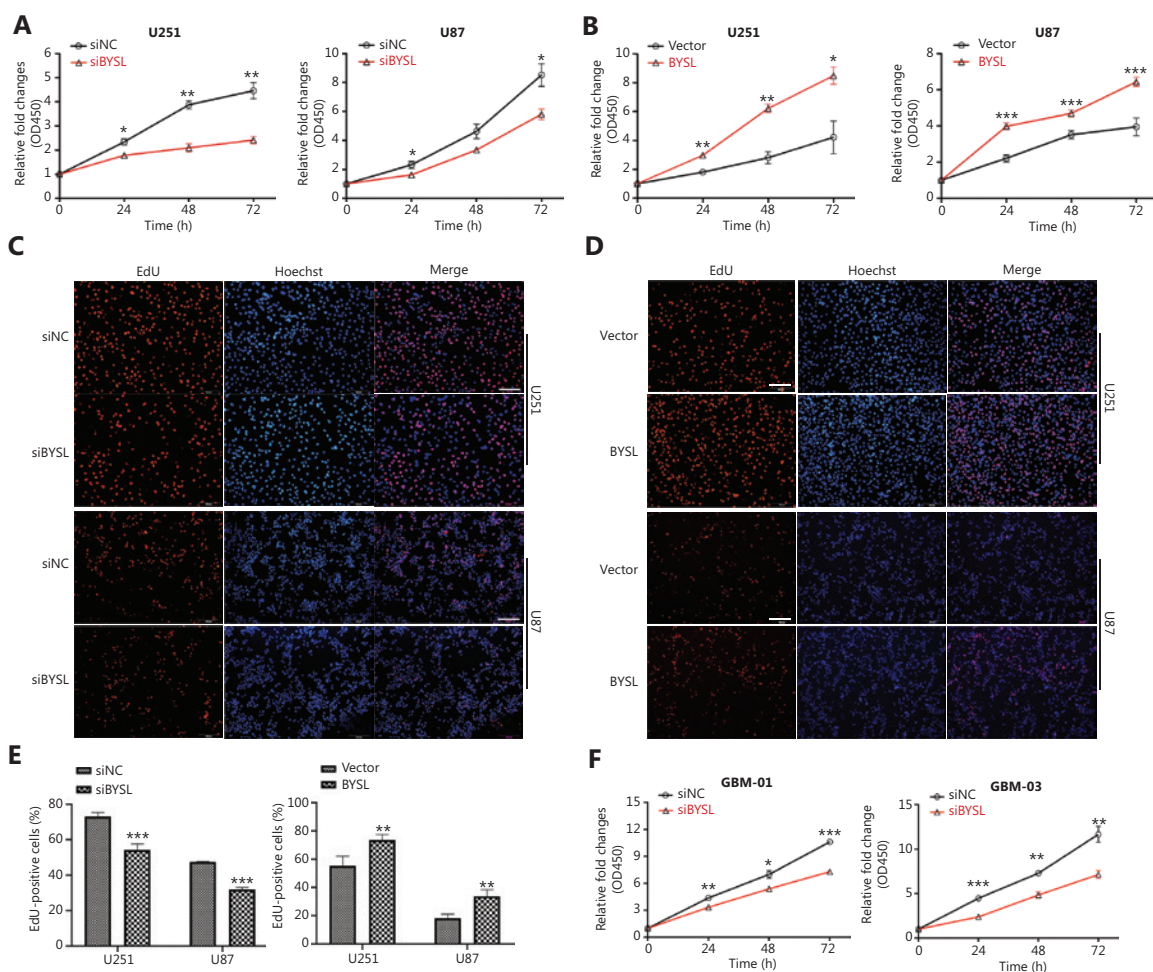 A
U251
siNC
siBYSL
Relative fold changes
(OD450)
6
5
4
3
2
1
0
*
**
**
0
24
48
72
Time (h)
U87
siNC
siBYSL
Relative fold changes
(OD450)
10
8
6
4
2
0
*
*
0
24
48
72
Time (h)
B
U251
Vector
BYSL
Relative fold change
(OD450)
10
8
6
4
2
0
**
**
*
0
24
48
72
Time (h)
U87
Vector
BYSL
Relative fold change
(OD450)
8
6
4
2
0
***
***
***
0
24
48
72
Time (h)
C
EdU
Hoechst
Merge
siNC
siBYSL
U251
siNC
siBYSL
U87
D
EdU
Hoechst
Merge
Vector
BYSL
U251
Vector
BYSL
U87
E
siNC
siBYSL
EdU-positive cells (%)
80
60
40
20
0
***
***
U251
U87
Vector
BYSL
EdU-positive cells (%)
100
80
60
40
20
0
**
**
U251
U87
F
GBM-01
siNC
siBYSL
Relative fold changes
(OD450)
15
12
9
6
3
0
**
*
***
0
24
48
72
Time (h)
GBM-03
siNC
siBYSL
Relative fold change
(OD450)
15
10
5
0
***
**
**
0
24
48
72
Time (h)